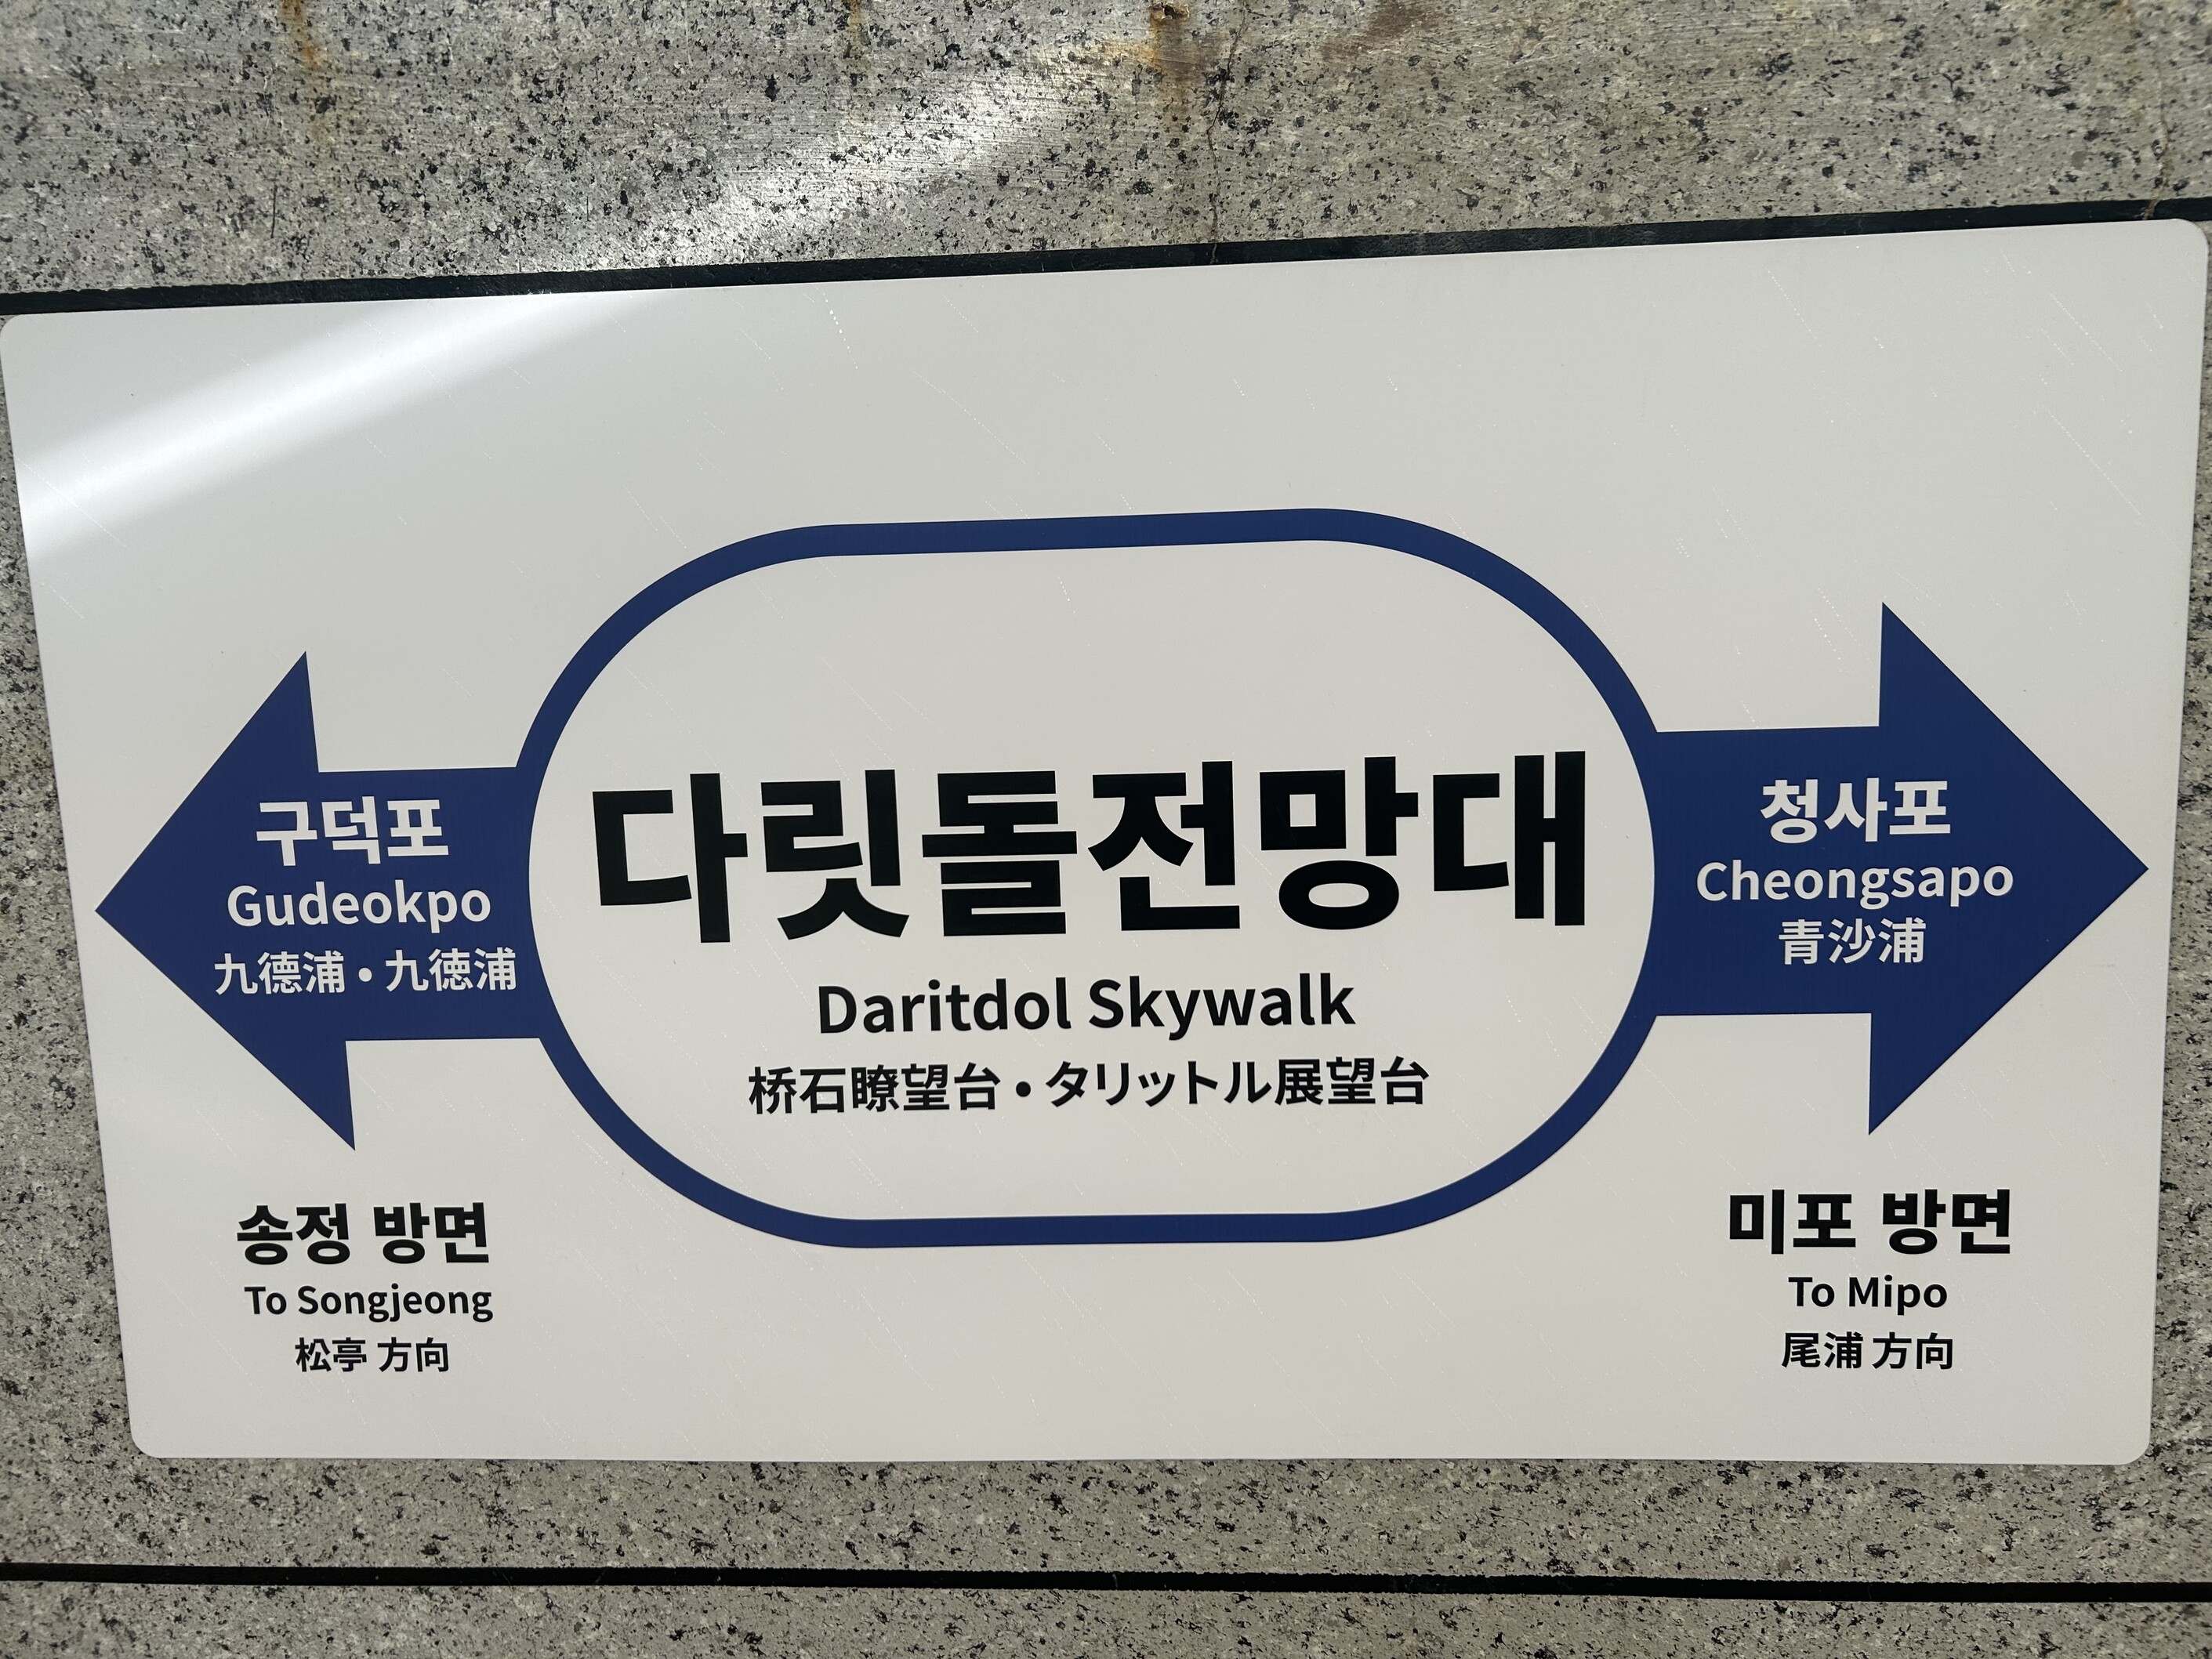 구덕포
Gudeokpo
九德浦 • 九徳浦
다릿돌전망대
Daritdol Skywalk
桥石瞭望台 • タリットル展望台
청사포
Cheongsapo
青沙浦
송정 방면
To Songjeong
松亭 方向
미포 방면
To Mipo
尾浦 方向